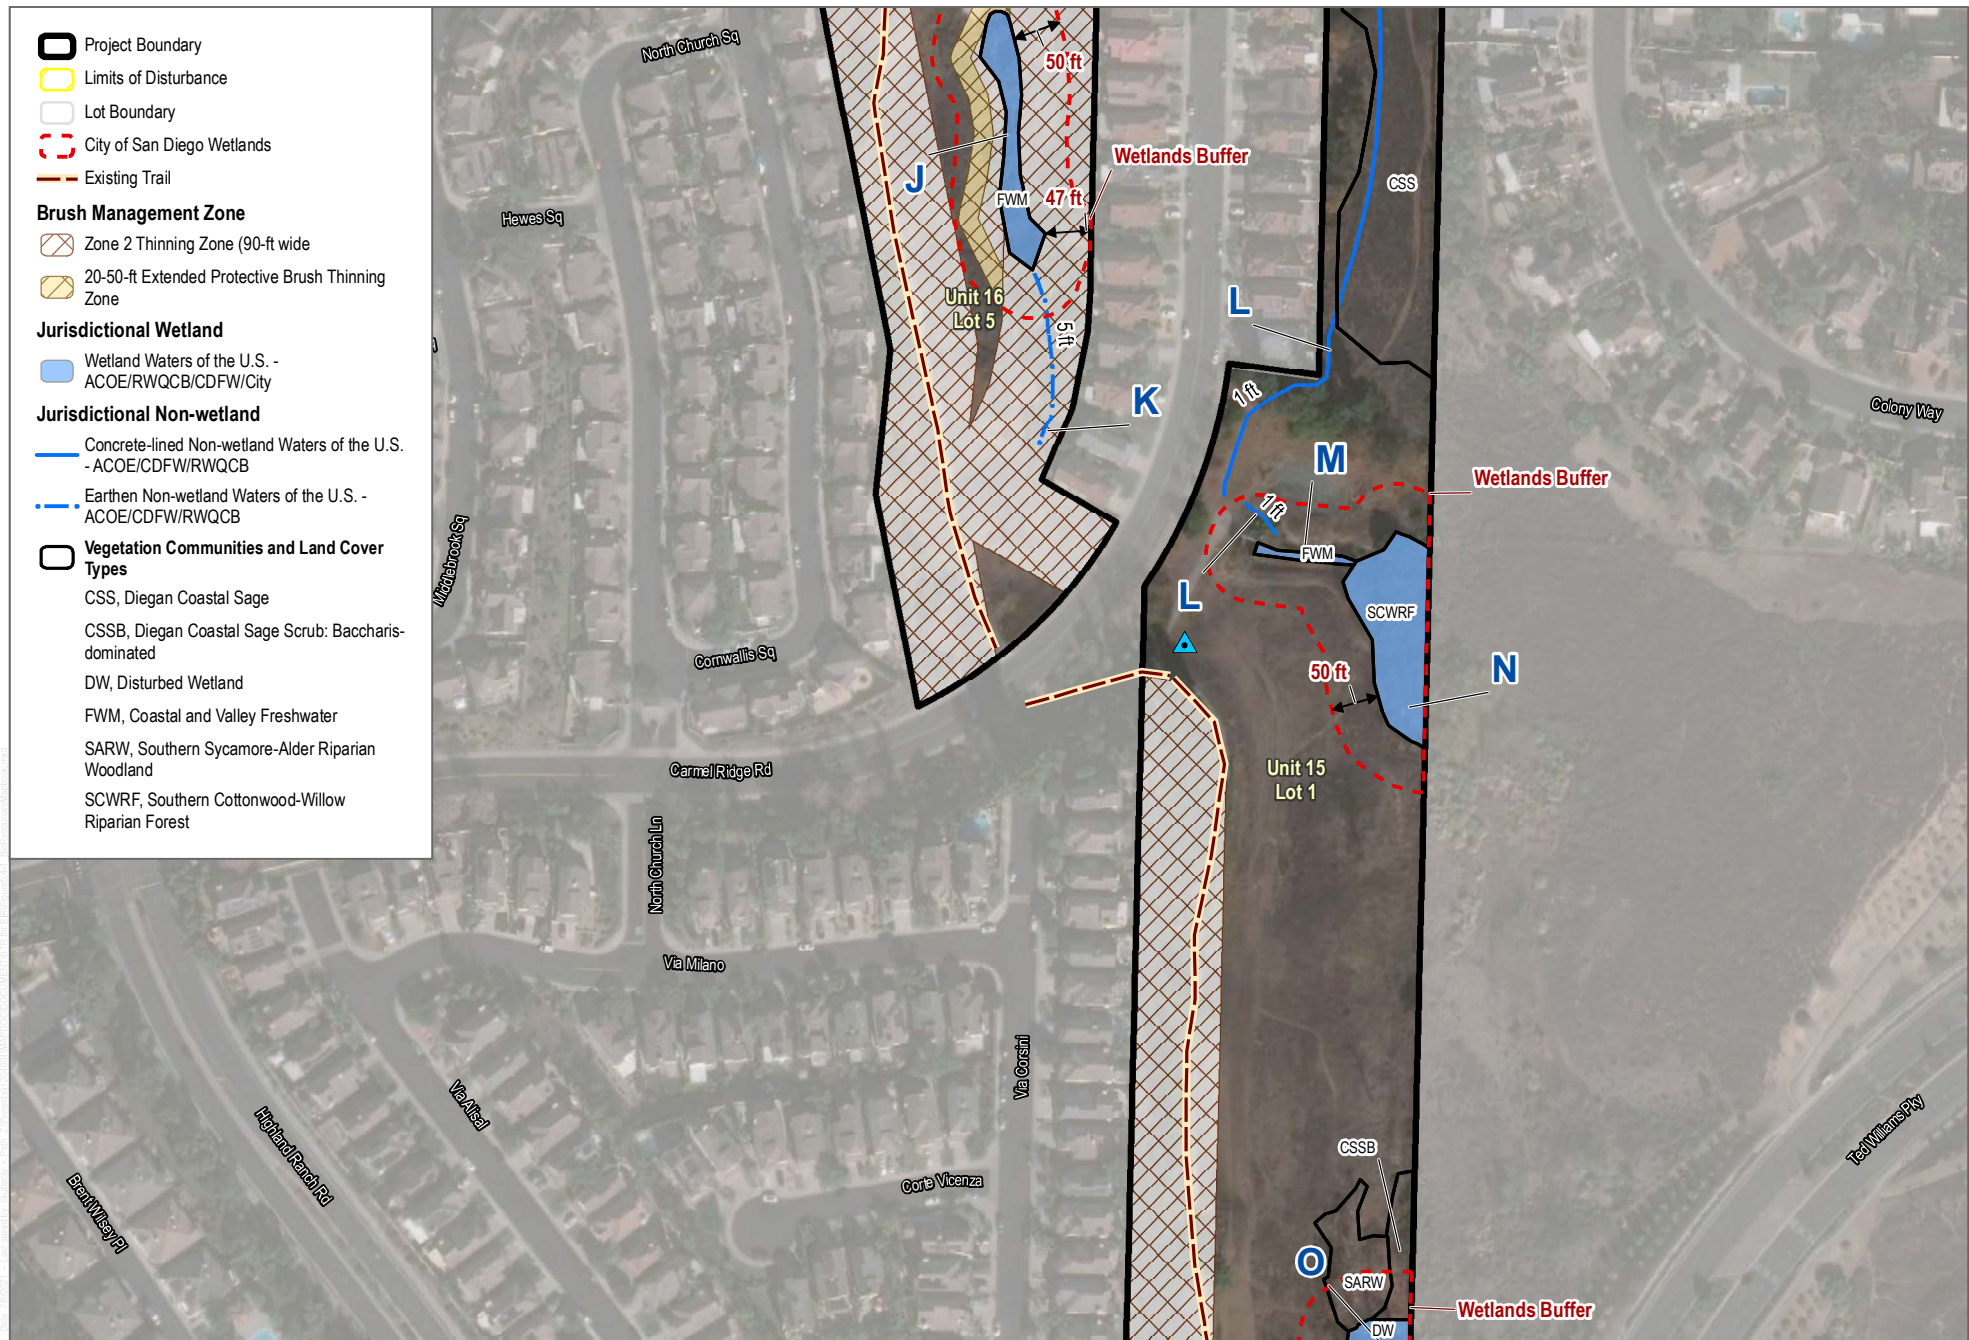 Project Boundary
Limits of Disturbance
Lot Boundary
City of San Diego Wetlands
Existing Trail
Brush Management Zone
Zone 2 Thinning Zone (90-ft wide
20-50-ft Extended Protective Brush Thinning
Zone
Jurisdictional Wetland
Wetland Waters of the U.S. -
ACOE/RWQCB/CDFW/City
Jurisdictional Non-wetland
Concrete-lined Non-wetland Waters of the U.S.
- ACOE/CDFW/RWQCB
Earthen Non-wetland Waters of the U.S. -
ACOE/CDFW/RWQCB
Vegetation Communities and Land Cover
Types
CSS, Diegan Coastal Sage
CSSB, Diegan Coastal Sage Scrub: Baccharis-
dominated
DW, Disturbed Wetland
FWM, Coastal and Valley Freshwater
SARW, Southern Sycamore-Alder Riparian
Woodland
SCWRF, Southern Cottonwood-Willow
Riparian Forest
North Church Sq
50 ft
Wetlands Buffer
J
FWM
47 ft
CSS
Hewes Sq
Unit 16
Lot 5
5 ft
L
K
1 ft
Colony Way
M
Wetlands Buffer
1 ft
FWM
Middlebrook Sq
L
SCWRF
Cornwallis Sq
50 ft
N
Carmel Ridge Rd
Unit 15
Lot 1
North Church Ln
Via Milano
Via Corsini
Via Alisal
Highland Ranch Rd
Brent Wilsey Pl
Corte Vicenza
Ted Williams Pky
CSSB
O
SARW
Wetlands Buffer
DW